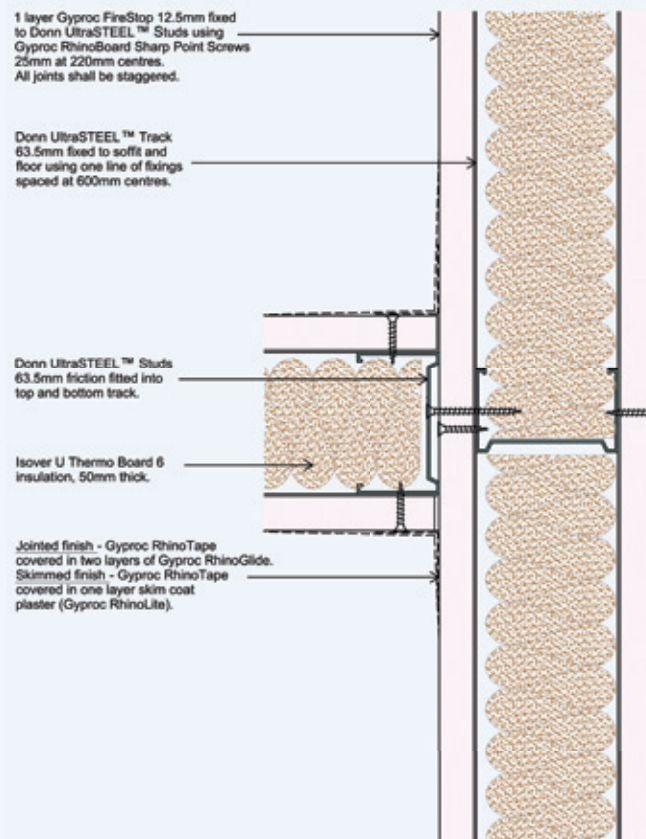 1 layer Gyproc FireStop 12.5mm fixed
to Donn UltraSTEEL™ Studs using
Gyproc RhinoBoard Sharp Point Screws
25mm at 220mm centres.
All joints shall be staggered.
Donn UltraSTEEL™ Track
63.5mm fixed to soffit and
floor using one line of fixings
spaced at 600mm centres.
Donn UltraSTEEL™ Studs
63.5mm friction fitted into
top and bottom track.
Isover U Thermo Board 6
insulation, 50mm thick.
Jointed finish - Gyproc RhinoTape
covered in two layers of Gyproc RhinoGlide.
Skimmed finish - Gyproc RhinoTape
covered in one layer skim coat
plaster (Gyproc RhinoLite).